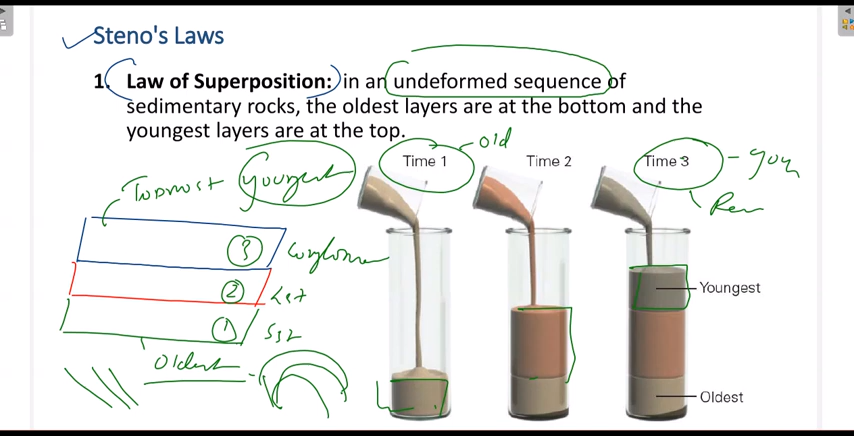 Steno's Laws
1. Law of Superposition: in an undeformed sequence of
sedimentary rocks, the oldest layers are at the bottom and the
youngest layers are at the top.
Time 1
old
Time 2
Time 3
Topmost youngest
3
2
1
Oldest
Youngest
Oldest